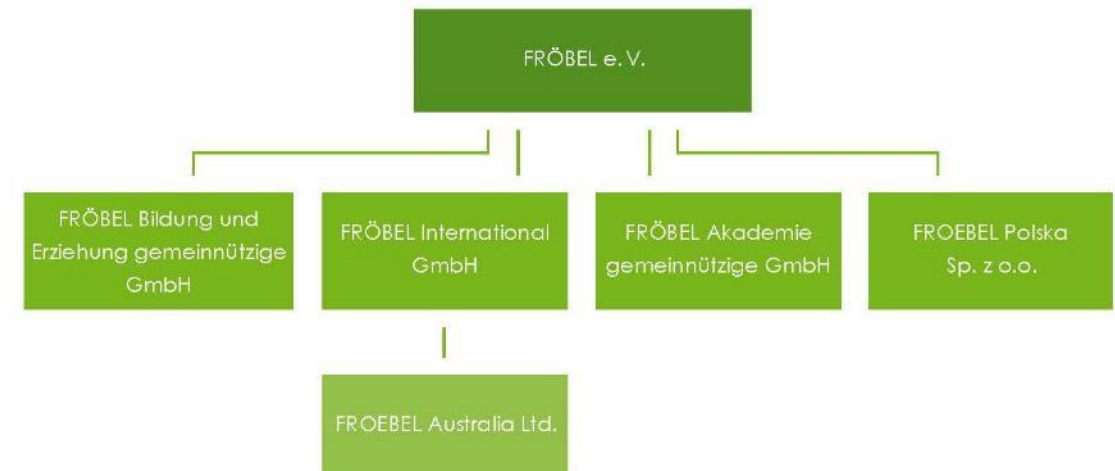 FRÖBEL e. V.
FRÖBEL Bildung und
Erziehung gemeinnützige
GmbH
FRÖBEL International
GmbH
FRÖBEL Akademie
gemeinnützige GmbH
FROEBEL Polska
Sp. z o.o.
FROEBEL Australia Ltd.